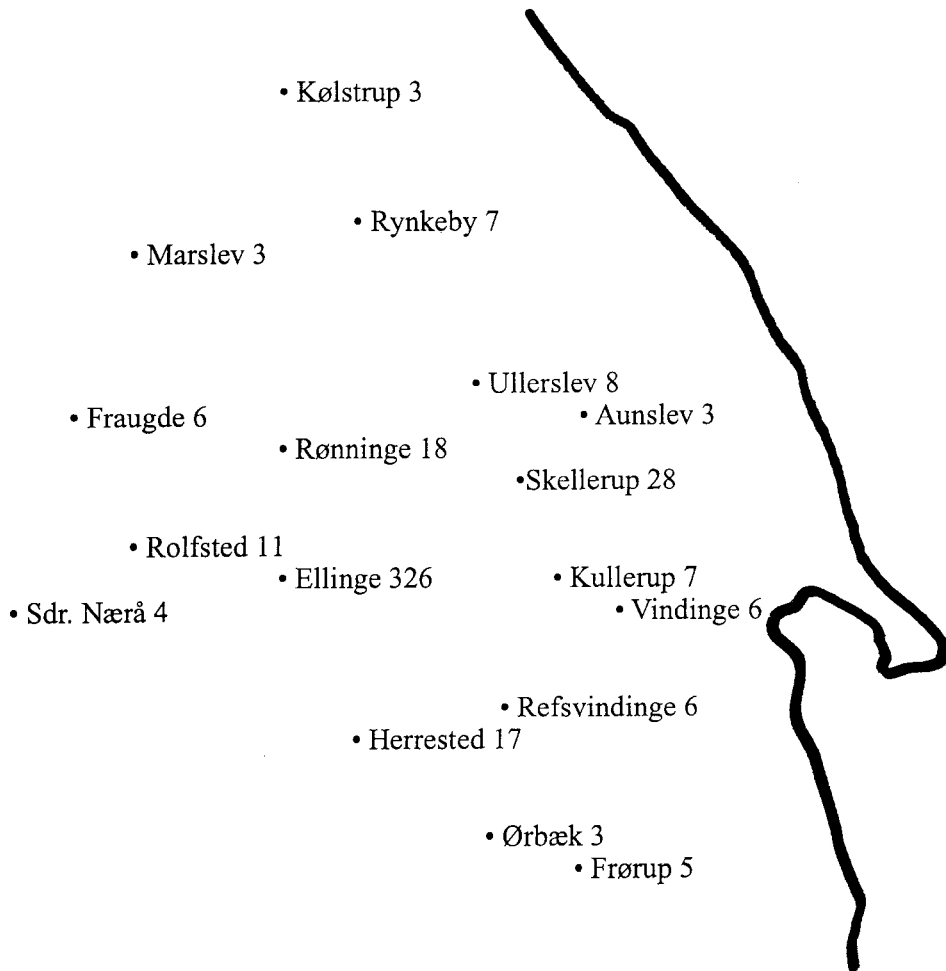 • Kølstrup 3
• Rynkeby 7
• Marslev 3
• Ullerslev 8
• Fraugde 6
• Aunslev 3
• Rønninge 18
•Skellerup 28
• Rolfsted 11
• Ellinge 326
• Kullerup 7
• Sdr. Nærå 4
• Vindinge 6
• Refsvindinge 6
• Herrested 17
• Ørbæk 3
• Frørup 5